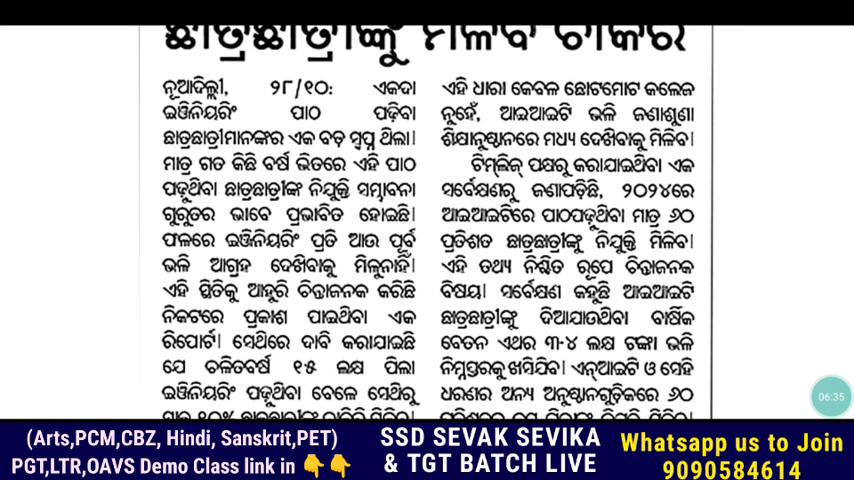 ଛାତ୍ରଛାତ୍ରୀଙ୍କୁ ମିଳିବ ଚାକିରି
ନୂଆଦିଲ୍ଲୀ, ୨୮/୧୦: ଏକଦା
ଇଞ୍ଜିନିୟରିଂ ପାଠ ପଢ଼ିବା
ଛାତ୍ରଛାତ୍ରୀମାନଙ୍କର ଏକ ବଡ଼ ସ୍ୱପ୍ନ ଥିଲା।
ମାତ୍ର ଗତ କିଛି ବର୍ଷ ଭିତରେ ଏହି ପାଠ
ପଢ଼ୁଥିବା ଛାତ୍ରଛାତ୍ରୀଙ୍କ ନିଯୁକ୍ତି ସମ୍ଭାବନା
ଗୁରୁତର ଭାବେ ପ୍ରଭାବିତ ହୋଇଛି।
ଫଳରେ ଇଞ୍ଜିନିୟରିଂ ପ୍ରତି ଆଉ ପୂର୍ବ
ଭଳି ଆଗ୍ରହ ଦେଖିବାକୁ ମିଳୁନାହିଁ।
ଏହି ସ୍ଥିତିକୁ ଆହୁରି ଚିନ୍ତାଜନକ କରିଛି
ନିକଟରେ ପ୍ରକାଶ ପାଇଥିବା ଏକ
ରିପୋର୍ଟ। ସେଥିରେ ଦାବି କରାଯାଇଛି
ଯେ ଚଳିତବର୍ଷ ୧୫ ଲକ୍ଷ ପିଲା
ଇଞ୍ଜିନିୟରିଂ ପଢ଼ୁଥିବା ବେଳେ ସେଥିରୁ
ମାତ୍ର ୧୦% ଛାତ୍ରଛାତ୍ରୀଙ୍କୁ ଚାକିରି ମିଳିବ।
ଏହି ଧାରା କେବଳ ଛୋଟମୋଟ କଲେଜ
ନୁହେଁ, ଆଇଆଇଟି ଭଳି ଜଣାଶୁଣା
ଶିକ୍ଷାନୁଷ୍ଠାନରେ ମଧ୍ୟ ଦେଖିବାକୁ ମିଳିବ।
ଟିମ୍‌ଲିଜ୍ ପକ୍ଷରୁ କରାଯାଇଥିବା ଏକ
ସର୍ବେକ୍ଷଣରୁ ଜଣାପଡ଼ିଛି, ୨୦୨୪ରେ
ଆଇଆଇଟିରେ ପାଠପଢ଼ୁଥିବା ମାତ୍ର ୬୦
ପ୍ରତିଶତ ଛାତ୍ରଛାତ୍ରୀଙ୍କୁ ନିଯୁକ୍ତି ମିଳିବ।
ଏହି ତଥ୍ୟ ନିଶ୍ଚିତ ରୂପେ ଚିନ୍ତାଜନକ
ବିଷୟ। ସର୍ବେକ୍ଷଣ କହୁଛି ଆଇଆଇଟି
ଛାତ୍ରଛାତ୍ରୀଙ୍କୁ ଦିଆଯାଉଥିବା ବାର୍ଷିକ
ବେତନ ଏଥର ୩-୪ ଲକ୍ଷ ଟଙ୍କା ଭଳି
ନିମ୍ନସ୍ତରକୁ ଖସିଯିବ। ଏନ୍ଆଇଟି ଓ ସେହି
ଧରଣର ଅନ୍ୟ ଅନୁଷ୍ଠାନଗୁଡ଼ିକରେ ୬୦
06:35
(Arts,PCM,CBZ, Hindi, Sanskrit,PET)
PGT,LTR,OAVS Demo Class link in 👇👇
SSD SEVAK SEVIKA
& TGT BATCH LIVE
Whatsapp us to Join
9090584614